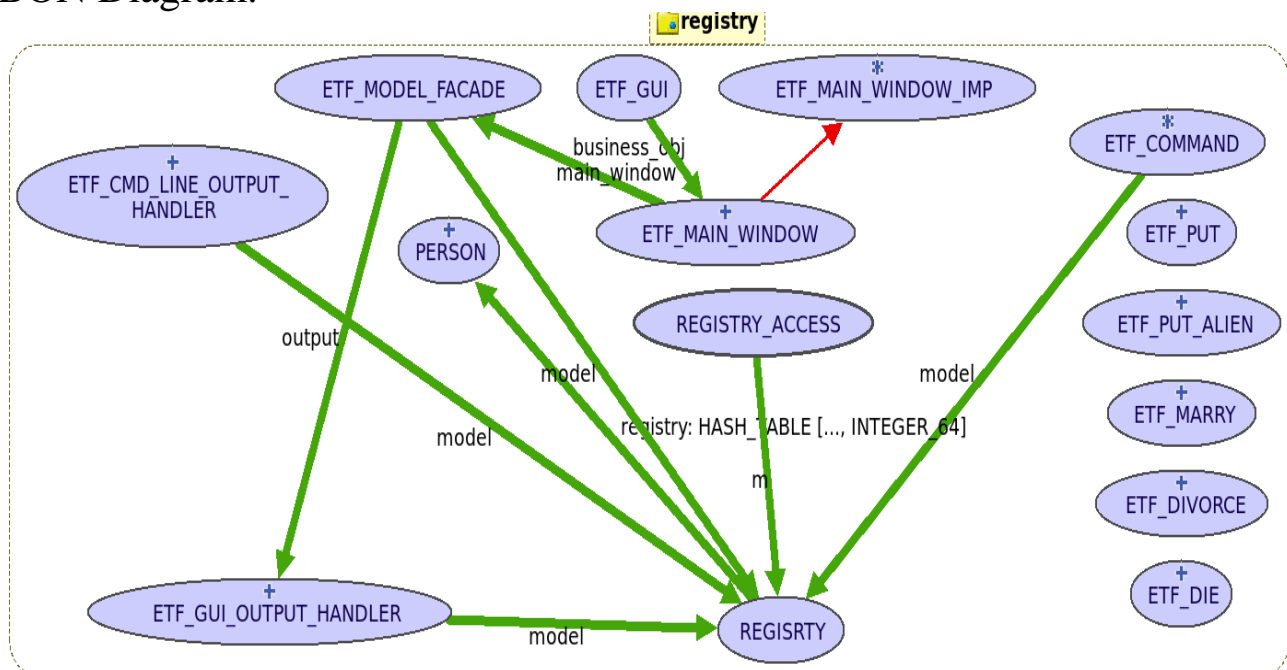 BON Diagram:
registry
ETF_MODEL_FACADE
ETF_GUI
*
ETF_MAIN_WINDOW_IMP
*
ETF_COMMAND
business_obj
main_window
+
ETF_CMD_LINE_OUTPUT_
HANDLER
+
PERSON
+
ETF_MAIN_WINDOW
+
ETF_PUT
REGISTRY_ACCESS
+
ETF_PUT_ALIEN
output
model
model
+
ETF_MARRY
model
registry: HASH_TABLE [..., INTEGER_64]
m
+
ETF_DIVORCE
+
ETF_DIE
+
ETF_GUI_OUTPUT_HANDLER
model
REGISRTY